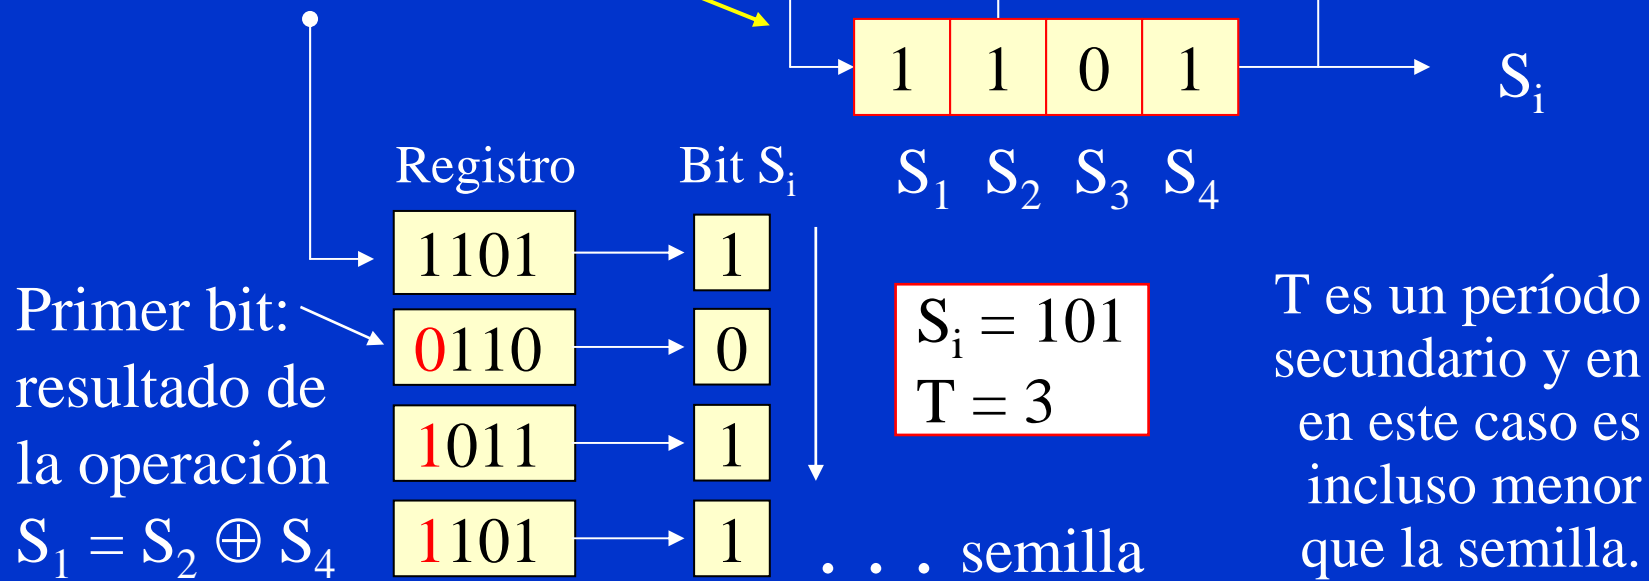 1 1 0 1
Sᵢ
S₁ S₂ S₃ S₄
Registro Bit Sᵢ
1101 1
0110 0
1011 1
1101 1
. . . semilla
Primer bit:
resultado de
la operación
S₁ = S₂ ⊕ S₄
Sᵢ = 101
T = 3
T es un período
secundario y en
en este caso es
incluso menor
que la semilla.